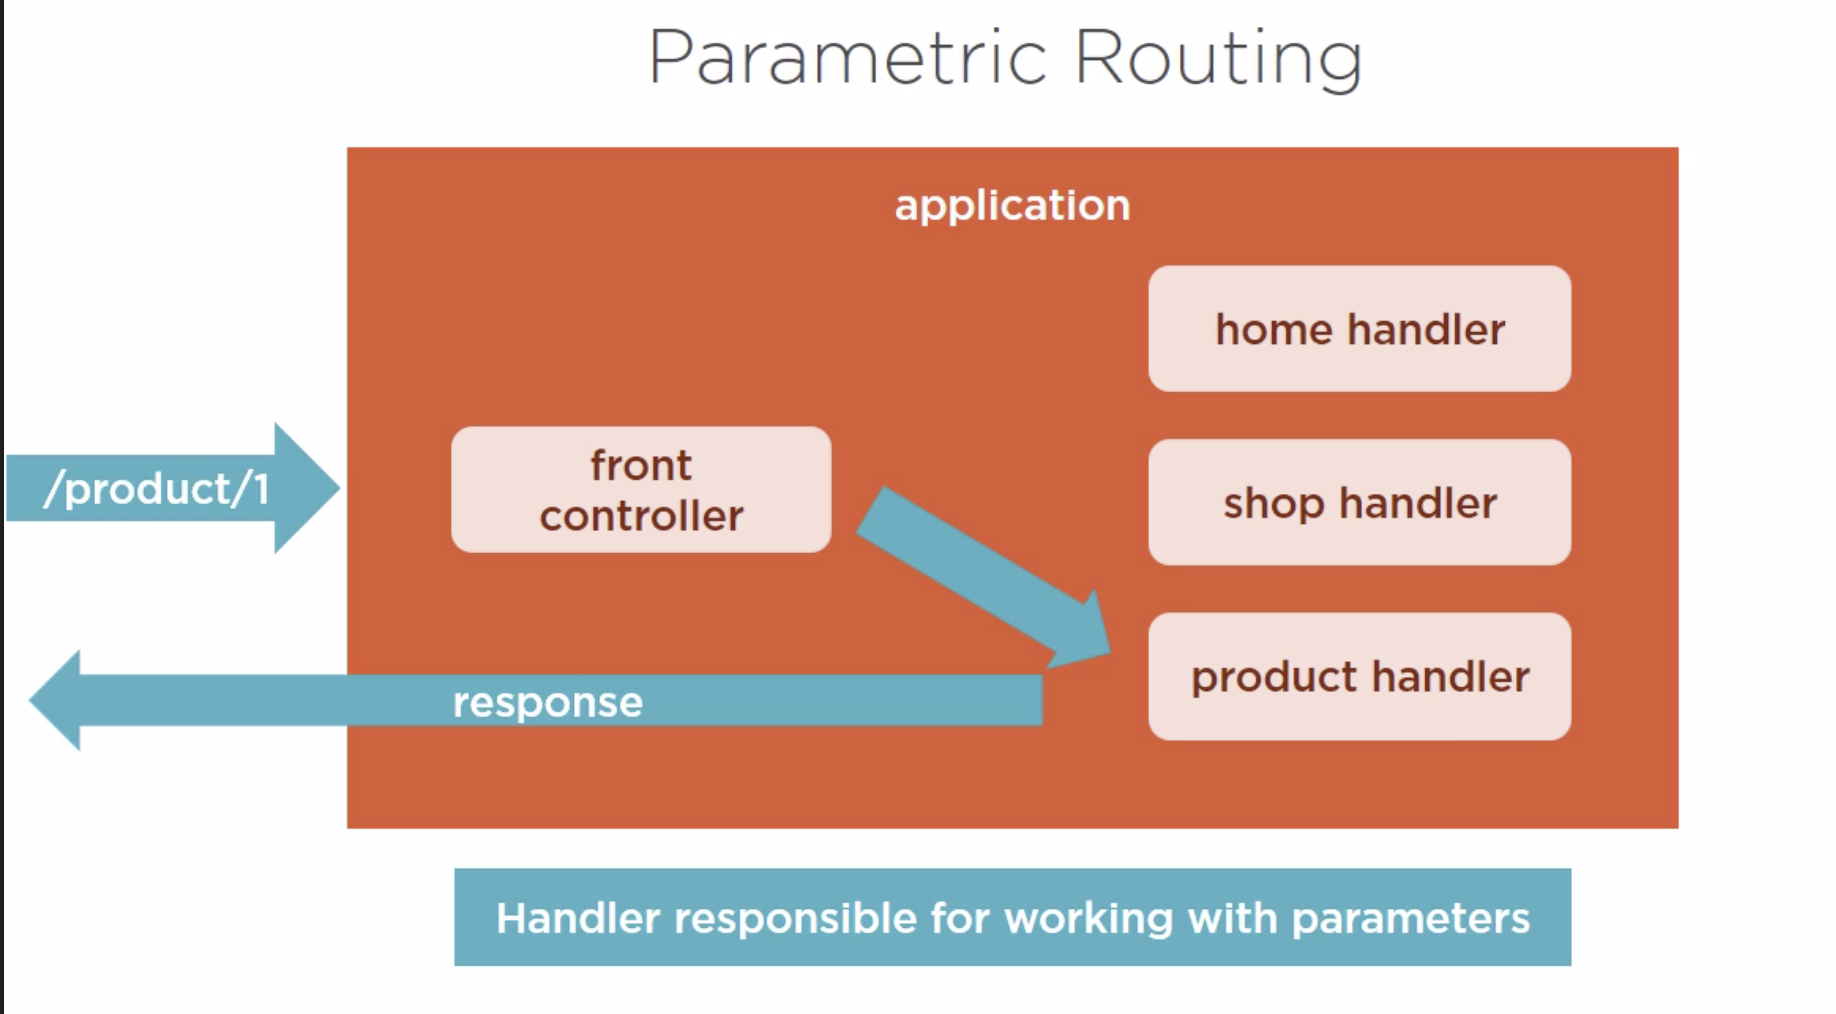 Parametric Routing
application
home handler
front
controller
/product/1
shop handler
product handler
response
Handler responsible for working with parameters